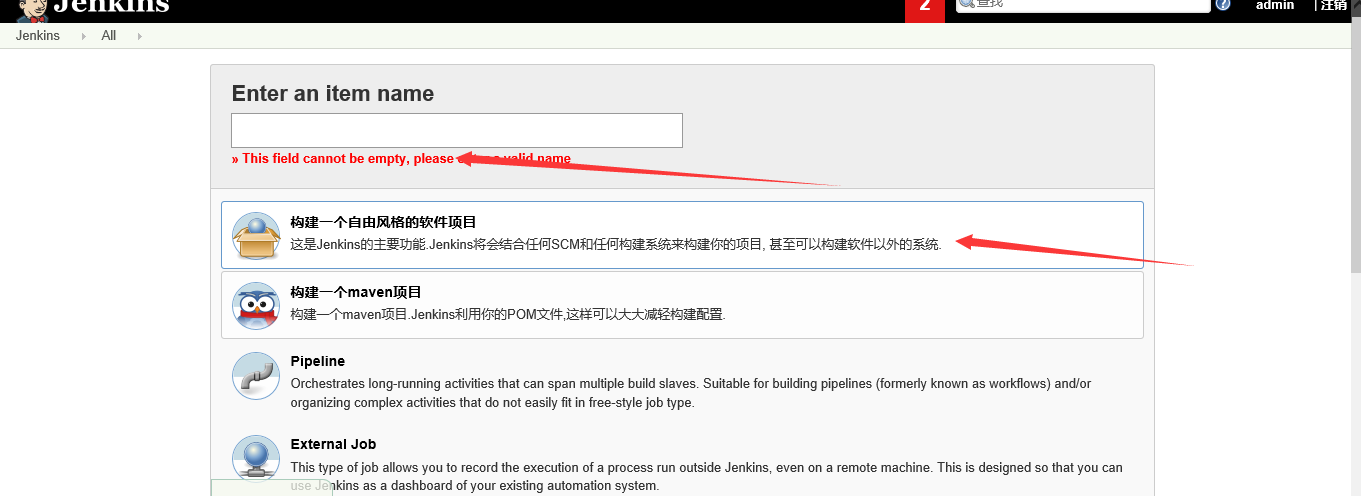 Jenkins
2
查找
?
admin
| 注销
Jenkins
All
Enter an item name
» This field cannot be empty, please valid name
构建一个自由风格的软件项目
这是Jenkins的主要功能.Jenkins将会结合任何SCM和任何构建系统来构建你的项目, 甚至可以构建软件以外的系统.
构建一个maven项目
构建一个maven项目.Jenkins利用你的POM文件,这样可以大大减轻构建配置.
Pipeline
Orchestrates long-running activities that can span multiple build slaves. Suitable for building pipelines (formerly known as workflows) and/or
organizing complex activities that do not easily fit in free-style job type.
External Job
This type of job allows you to record the execution of a process run outside Jenkins, even on a remote machine. This is designed so that you can
use Jenkins as a dashboard of your existing automation system.